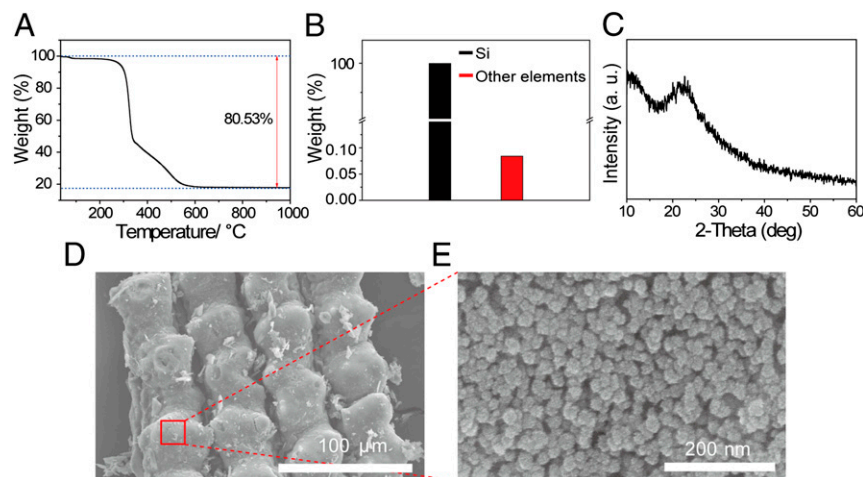 A
Weight (%)
100
80
60
40
20
80.53%
200
400
600
800
1000
Temperature/ °C
B
Weight (%)
100
0.10
0.05
0.00
Si
Other elements
C
Intensity (a. u.)
10
20
30
40
50
60
2-Theta (deg)
D
100 µm
E
200 nm